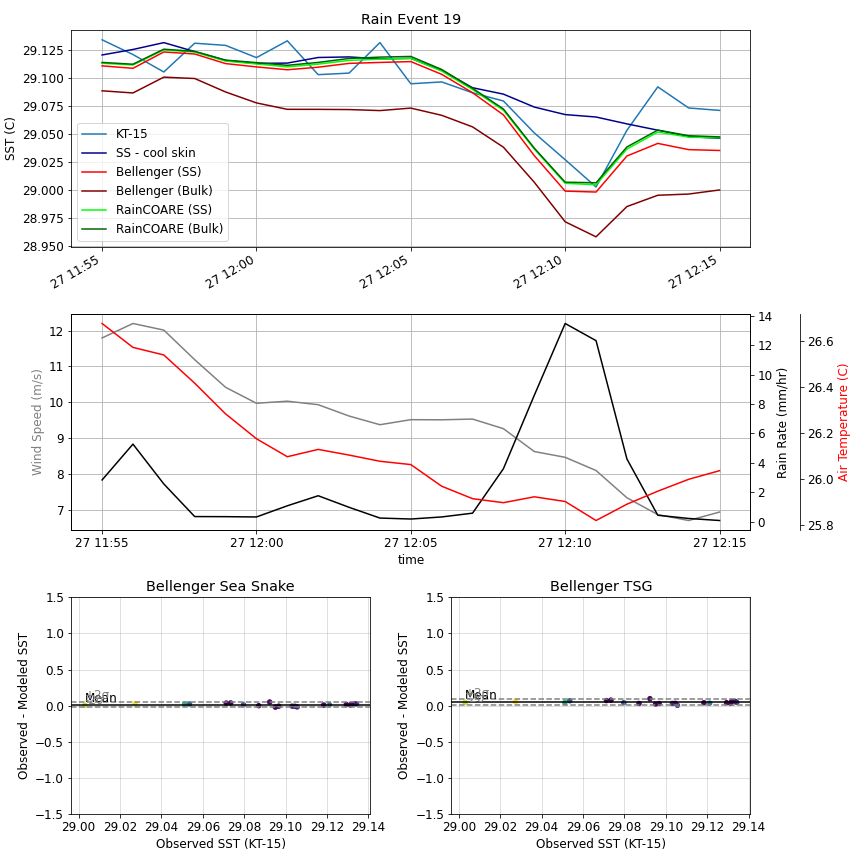 Rain Event 19
SST (C)
29.125
29.100
29.075
29.050
29.025
29.000
28.975
28.950
KT-15
SS - cool skin
Bellenger (SS)
Bellenger (Bulk)
RainCOARE (SS)
RainCOARE (Bulk)
27 11:55
27 12:00
27 12:05
27 12:10
27 12:15
Wind Speed (m/s)
12
11
10
9
8
7
14
12
10
8
6
4
2
0
Rain Rate (mm/hr)
26.6
26.4
26.2
26.0
25.8
Air Temperature (C)
27 11:55
27 12:00
27 12:05
27 12:10
27 12:15
time
Bellenger Sea Snake
Observed - Modeled SST
1.5
1.0
0.5
0.0
−0.5
−1.0
−1.5
Mean
29.00 29.02 29.04 29.06 29.08 29.10 29.12 29.14
Observed SST (KT-15)
Bellenger TSG
Observed - Modeled SST
1.5
1.0
0.5
0.0
−0.5
−1.0
−1.5
Mean
29.00 29.02 29.04 29.06 29.08 29.10 29.12 29.14
Observed SST (KT-15)